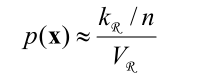 p(𝐱) ≈ (k_ℛ / n) / V_ℛ